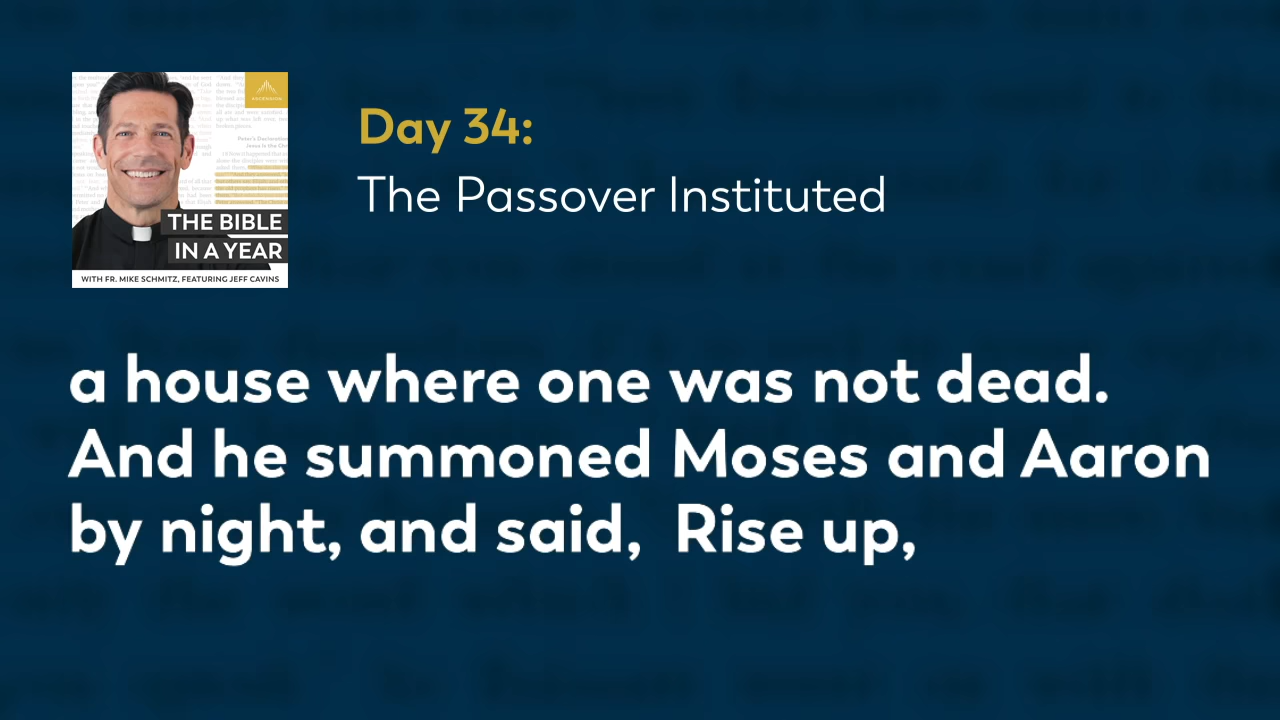 Day 34:
The Passover Instituted
ASCENSION
THE BIBLE
IN A YEAR
WITH FR. MIKE SCHMITZ, FEATURING JEFF CAVINS
a house where one was not dead.
And he summoned Moses and Aaron
by night, and said,  Rise up,